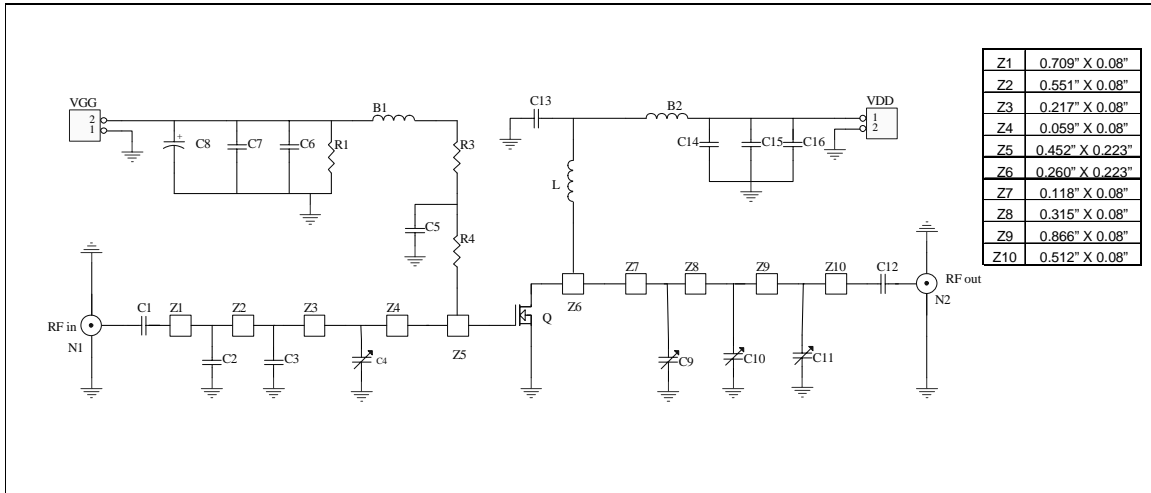 Z1 0.709” X 0.08”
Z2 0.551” X 0.08”
Z3 0.217” X 0.08”
Z4 0.059” X 0.08”
Z5 0.452” X 0.223”
Z6 0.260” X 0.223”
Z7 0.118” X 0.08”
Z8 0.315” X 0.08”
Z9 0.866” X 0.08”
Z10 0.512” X 0.08”
VGG
2
1
C8
+
C7
C6
R1
B1
R3
C5
R4
C13
L
B2
C14
C15
C16
VDD
1
2
RF in
N1
C1
Z1
C2
Z2
C3
Z3
C4
Z4
Z5
Q
Z6
Z7
C9
Z8
C10
Z9
C11
Z10
C12
RF out
N2